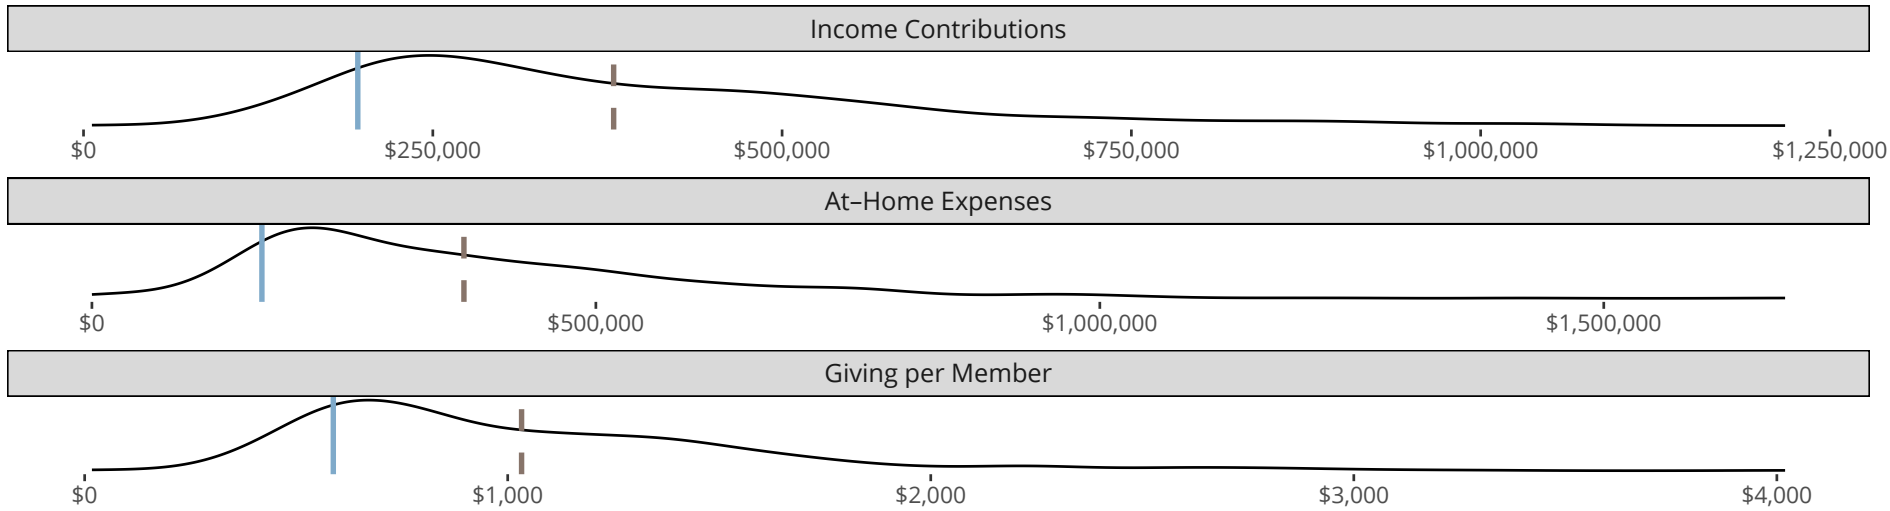 Income Contributions
$0 $250,000 $500,000 $750,000 $1,000,000 $1,250,000
At–Home Expenses
$0 $500,000 $1,000,000 $1,500,000
Giving per Member
$0 $1,000 $2,000 $3,000 $4,000